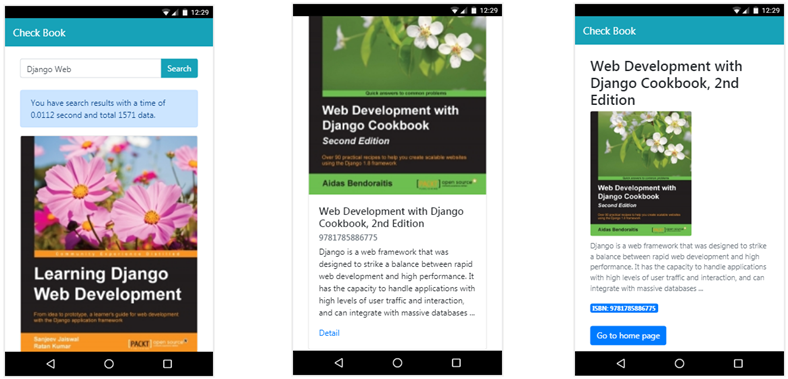 12:29
Check Book
Django Web
Search
You have search results with a time of
0.0112 second and total 1571 data.
Community Experience Distilled
Learning Django
Web Development
From idea to prototype, a learner's guide for web development
with the Django application framework
Sanjeev Jaiswal
Ratan Kumar
PACKT
open source
12:29
Quick answers to common problems
Web Development with
Django Cookbook
Second Edition
Over 90 practical recipes to help you create scalable websites
using the Django 1.8 framework
Aidas Bendoraitis
open source
Web Development with Django
Cookbook, 2nd Edition
9781785886775
Django is a web framework that was
designed to strike a balance between rapid
web development and high performance. It
has the capacity to handle applications with
high levels of user traffic and interaction,
and can integrate with massive databases ...
Detail
12:29
Check Book
Web Development with
Django Cookbook, 2nd
Edition
Web Development with
Django Cookbook
Second Edition
Aidas Bendoraitis
Django is a web framework that was designed to strike
a balance between rapid web development and high
performance. It has the capacity to handle applications
with high levels of user traffic and interaction, and can
integrate with massive databases ...
ISBN: 9781785886775
Go to home page